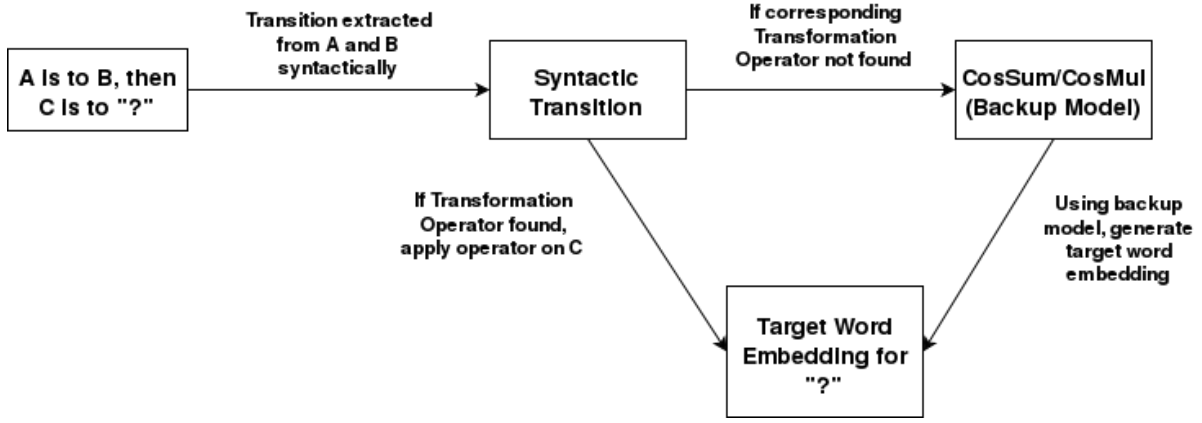 A is to B, then
C is to "?"
Transition extracted
from A and B
syntactically
Syntactic
Transition
If corresponding
Transformation
Operator not found
CosSum/CosMul
(Backup Model)
If Transformation
Operator found,
apply operator on C
Using backup
model, generate
target word
embedding
Target Word
Embedding for
"?"